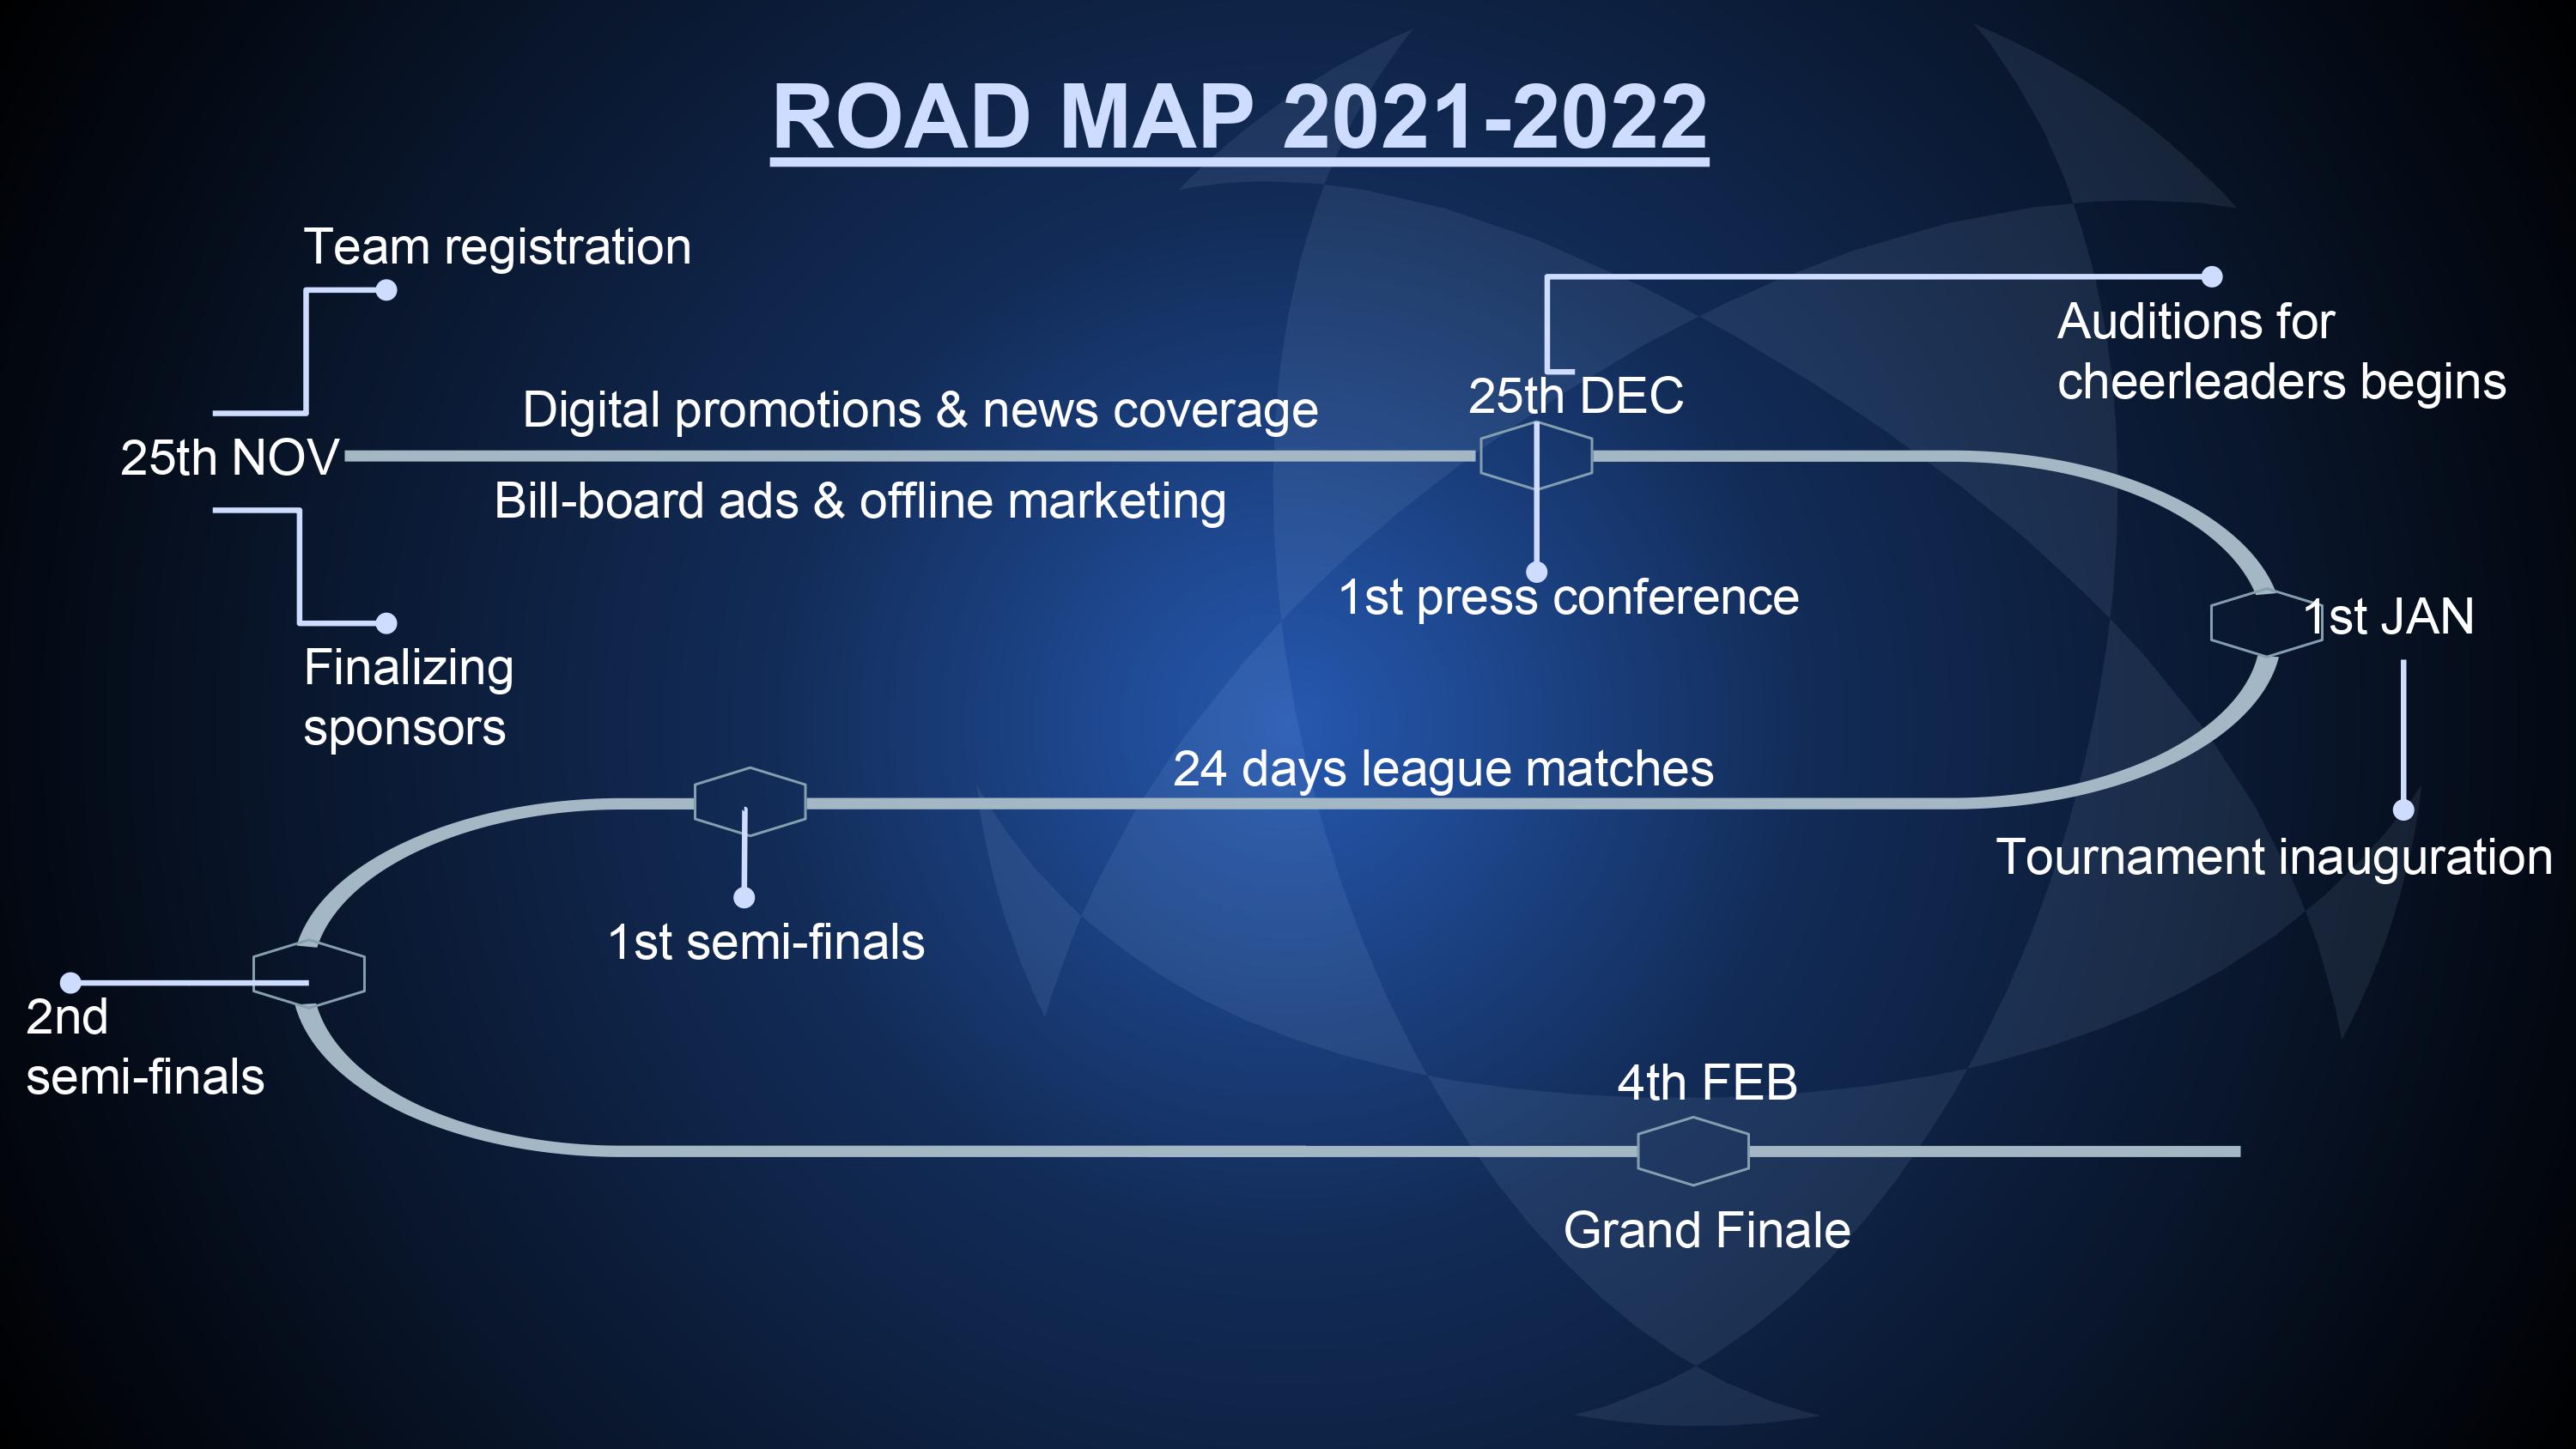 ROAD MAP 2021-2022
Team registration
25th NOV
Finalizing
sponsors
Digital promotions & news coverage
Bill-board ads & offline marketing
25th DEC
Auditions for
cheerleaders begins
1st press conference
1st JAN
Tournament inauguration
24 days league matches
1st semi-finals
2nd
semi-finals
4th FEB
Grand Finale